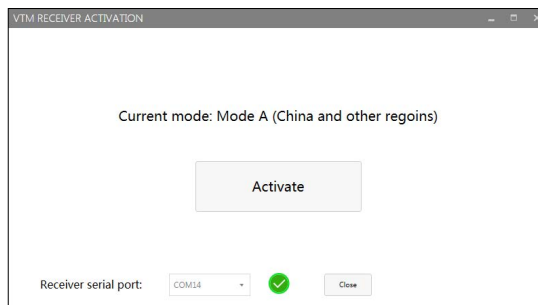 VTM RECEIVER ACTIVATION
Current mode: Mode A (China and other regoins)
Activate
Receiver serial port: COM14 Close